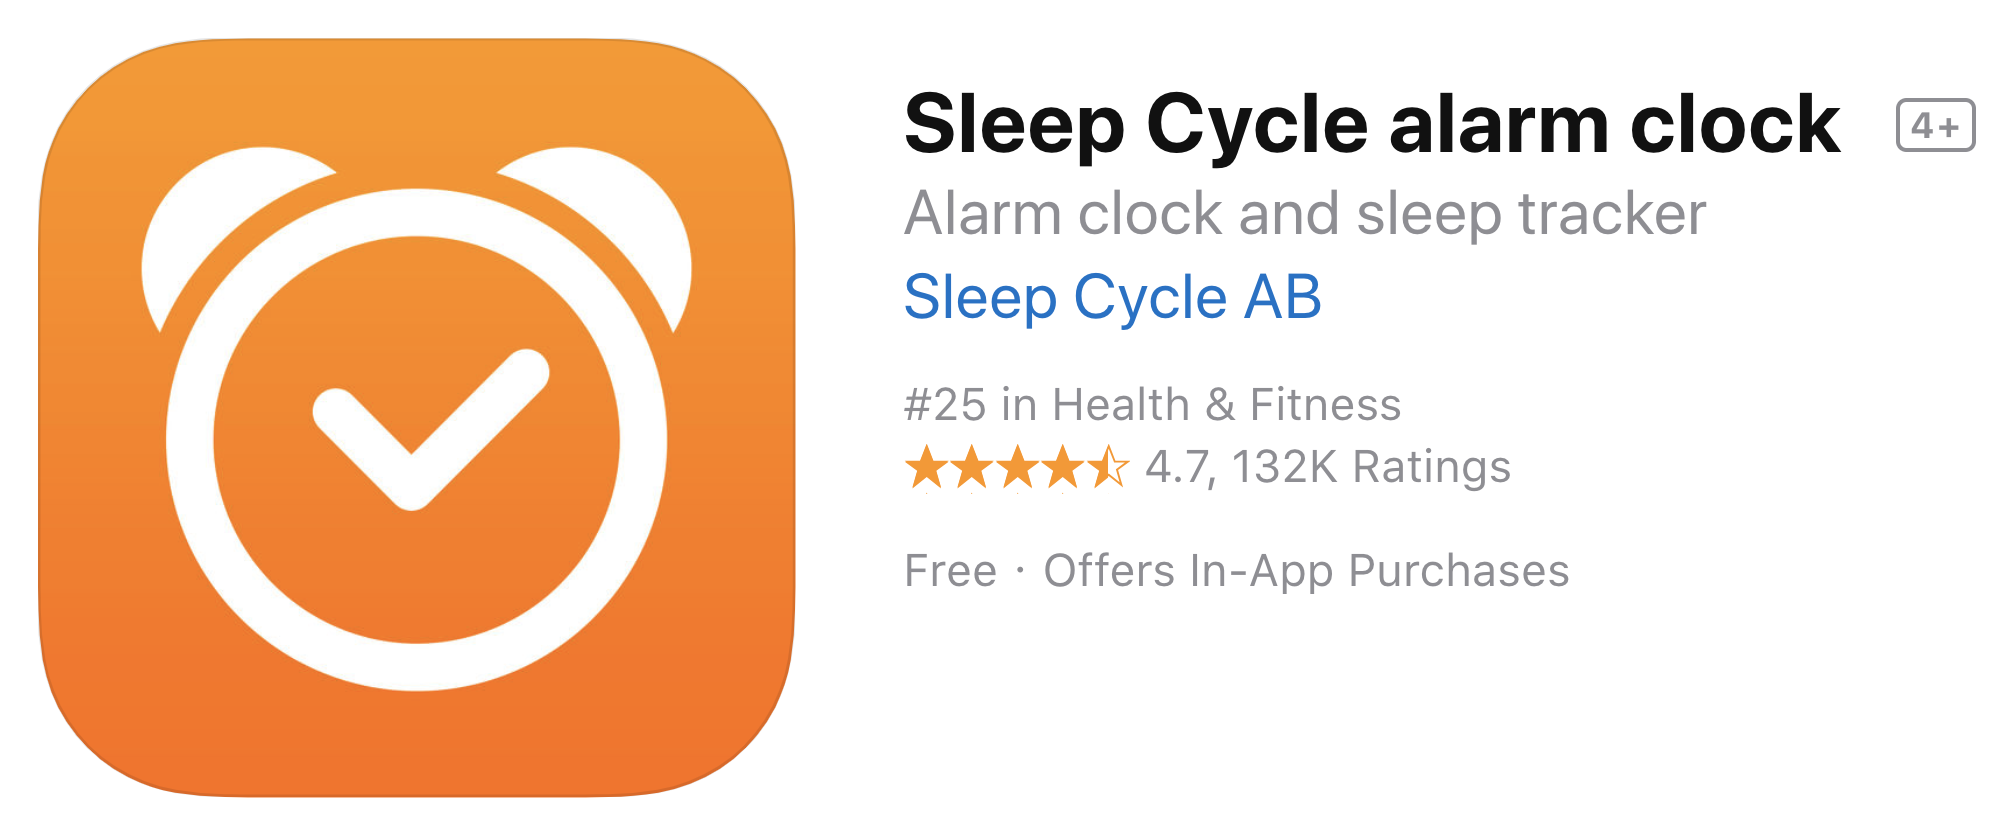 Sleep Cycle alarm clock 4+
Alarm clock and sleep tracker
Sleep Cycle AB
#25 in Health & Fitness
4.7, 132K Ratings
Free · Offers In-App Purchases